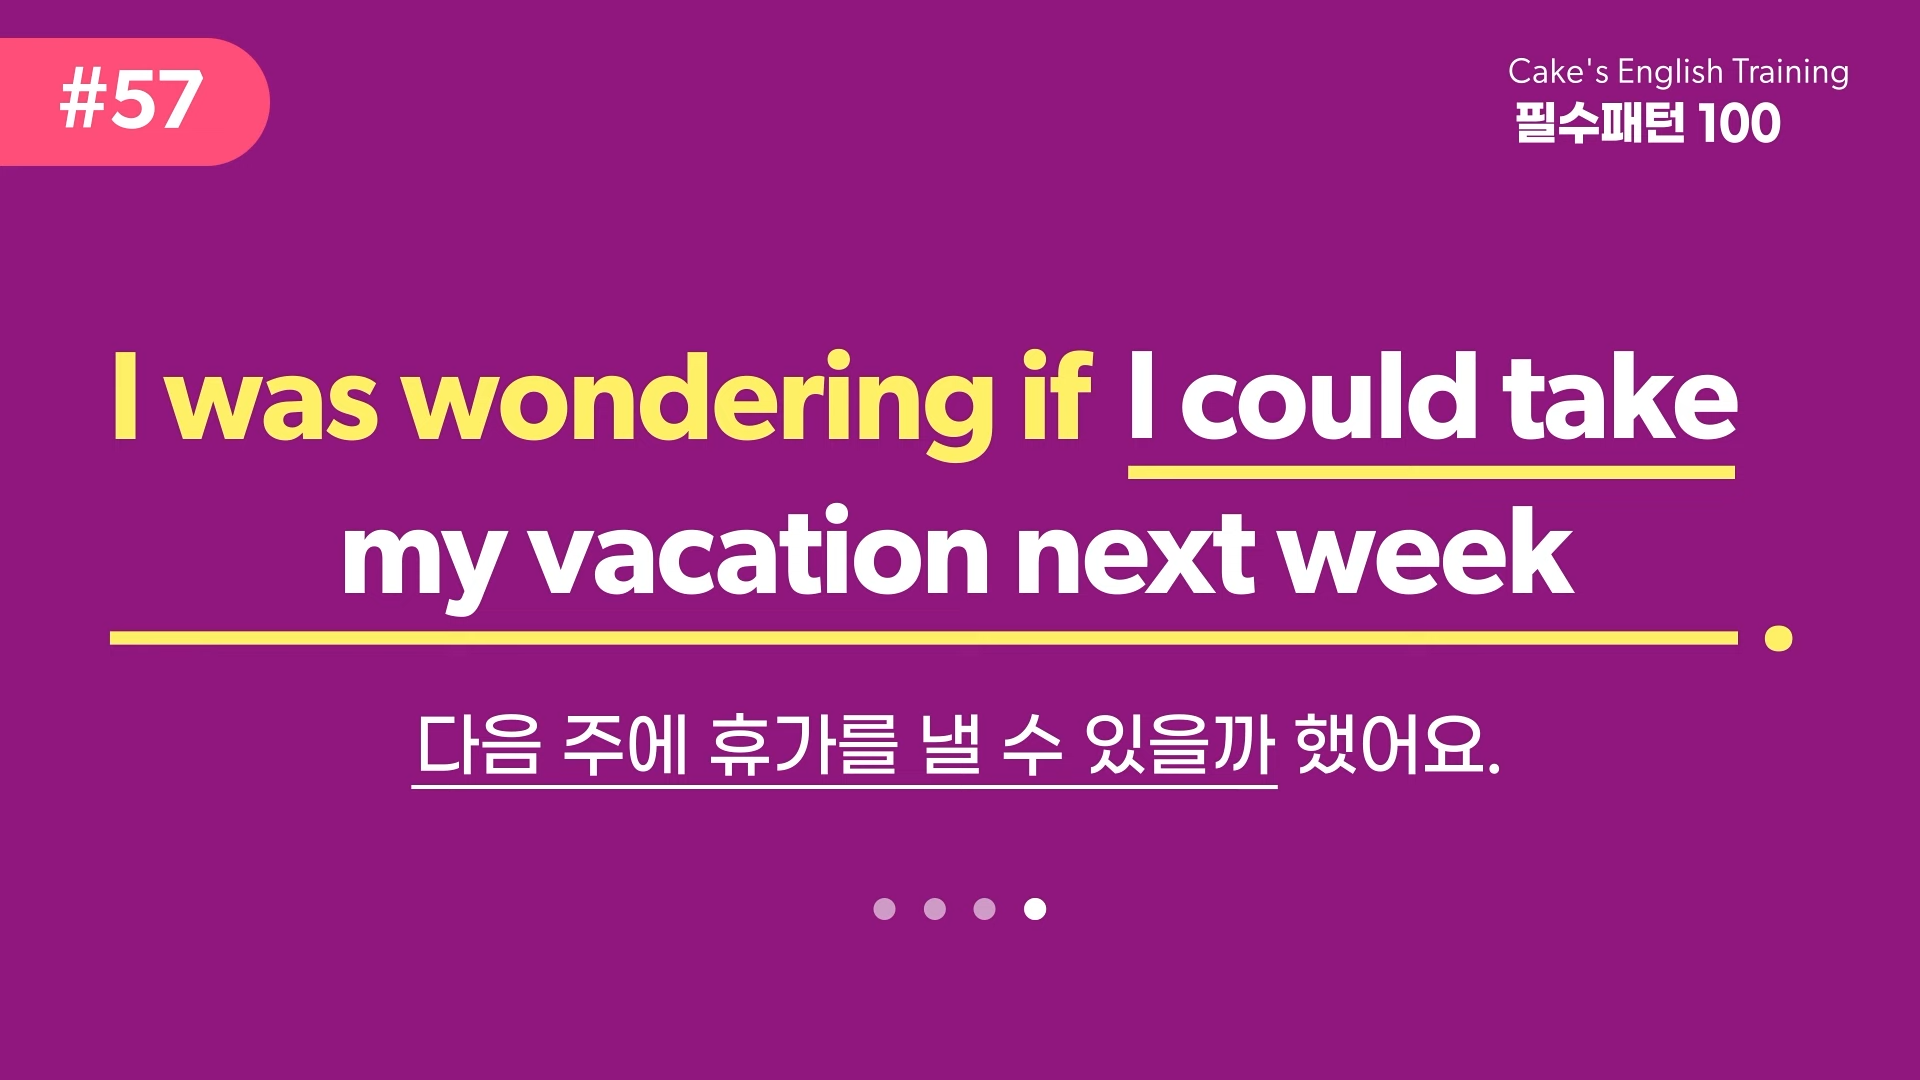 #57
Cake's English Training
필수패턴 100
I was wondering if I could take
my vacation next week.
다음 주에 휴가를 낼 수 있을까 했어요.